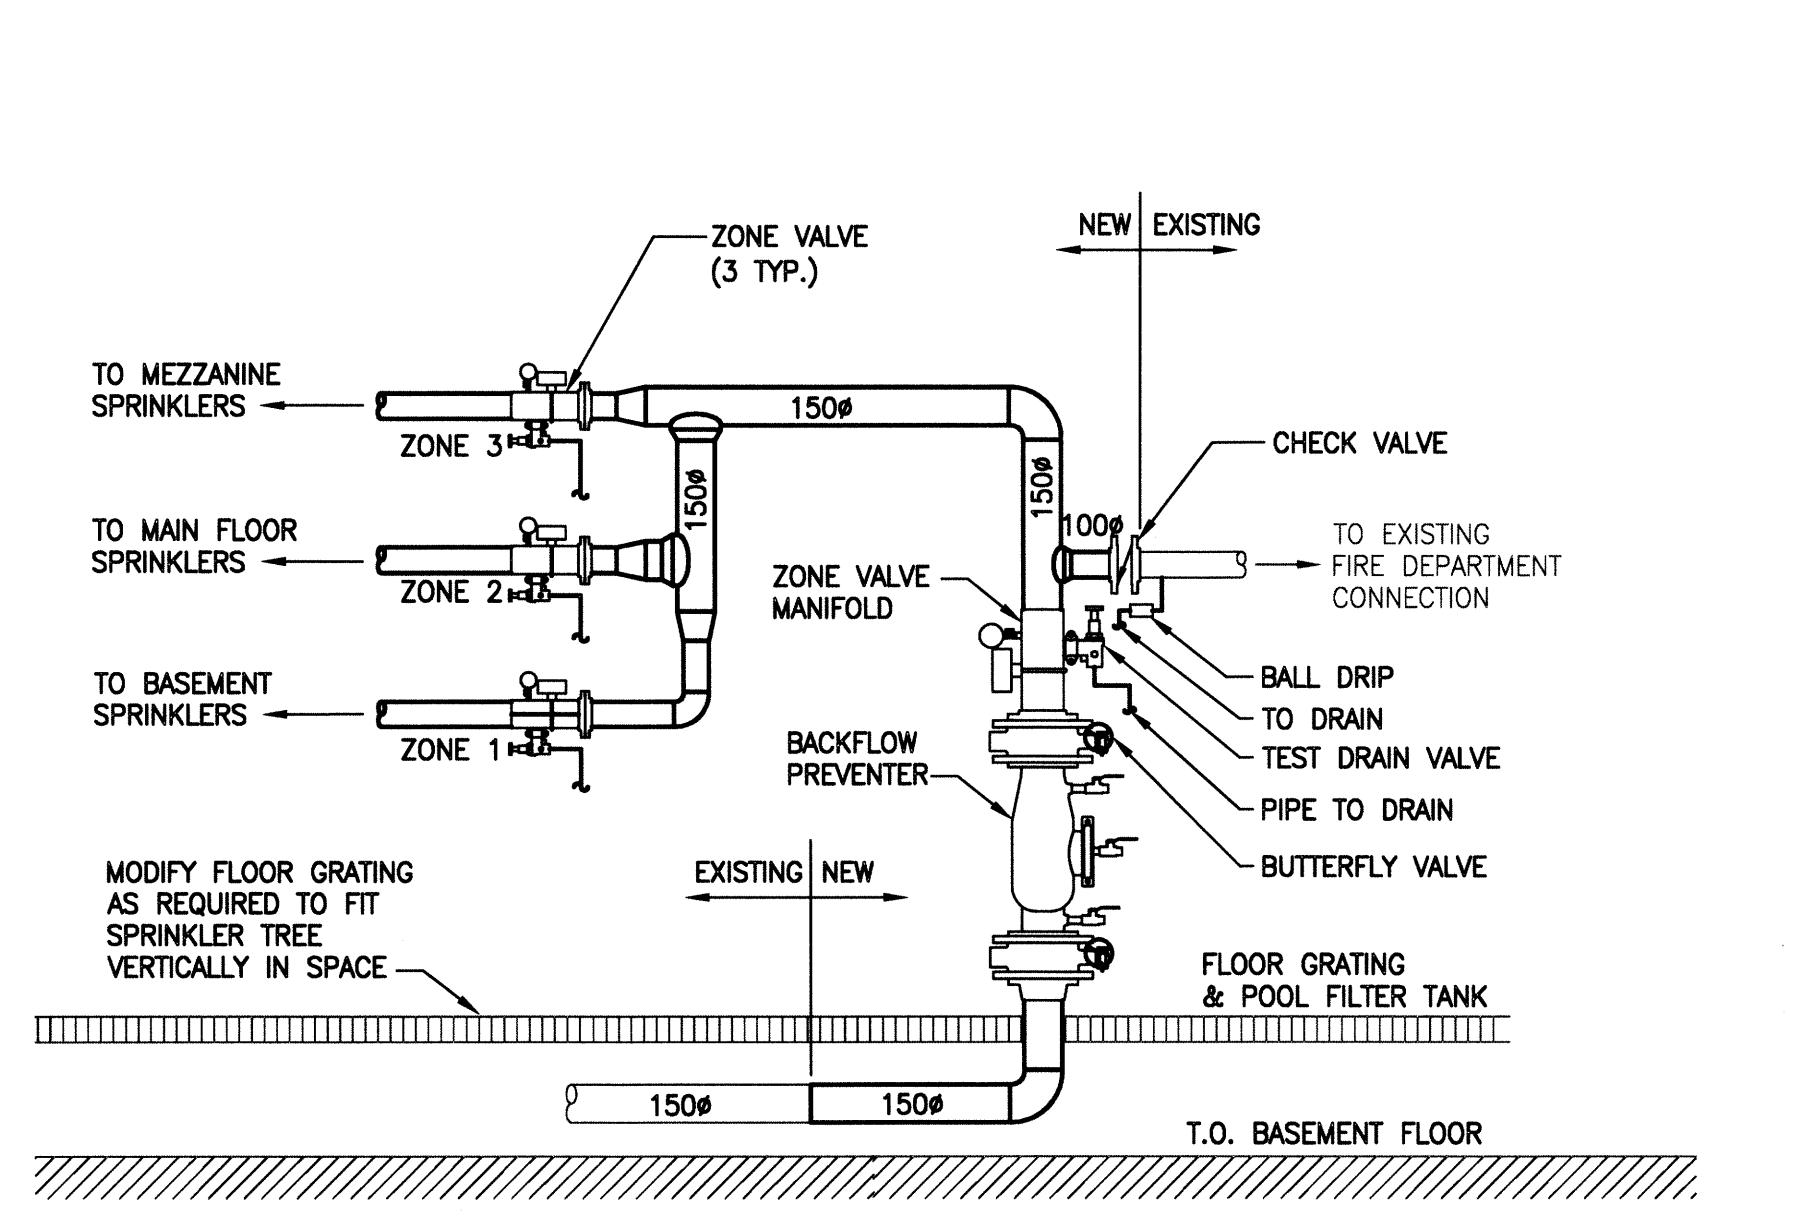 NEW EXISTING
ZONE VALVE
(3 TYP.)
TO MEZZANINE
SPRINKLERS
150ø
ZONE 3
CHECK VALVE
150ø
150ø
100ø
TO MAIN FLOOR
SPRINKLERS
ZONE 2
TO EXISTING
FIRE DEPARTMENT
CONNECTION
ZONE VALVE
MANIFOLD
TO BASEMENT
SPRINKLERS
ZONE 1
BALL DRIP
TO DRAIN
TEST DRAIN VALVE
PIPE TO DRAIN
BUTTERFLY VALVE
BACKFLOW
PREVENTER
EXISTING NEW
MODIFY FLOOR GRATING
AS REQUIRED TO FIT
SPRINKLER TREE
VERTICALLY IN SPACE
FLOOR GRATING
& POOL FILTER TANK
150ø
150ø
T.O. BASEMENT FLOOR